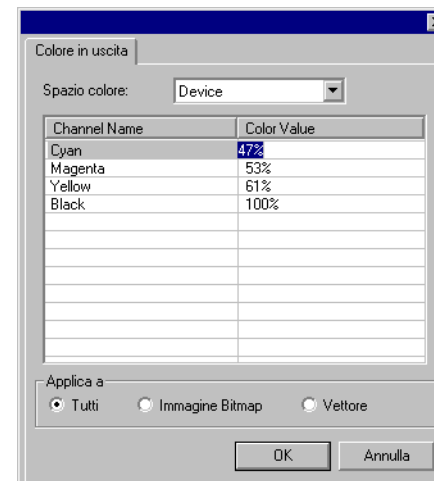 Colore in uscita
Spazio colore: Device
Channel Name Color Value
Cyan 47%
Magenta 53%
Yellow 61%
Black 100%
Applica a
Tutti Immagine Bitmap Vettore
OK Annulla